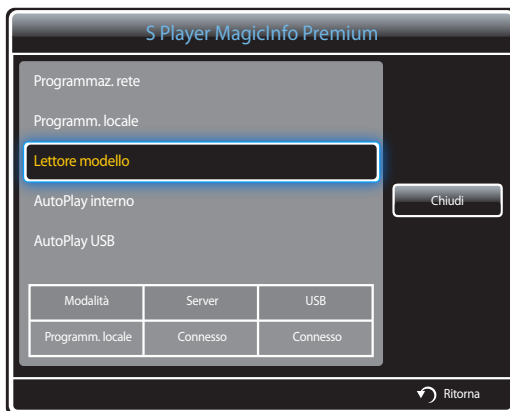 S Player MagicInfo Premium
Programmaz. rete
Programm. locale
Lettore modello
AutoPlay interno
AutoPlay USB
Chiudi
Modalità Server USB
Programm. locale Connesso Connesso
Ritorna